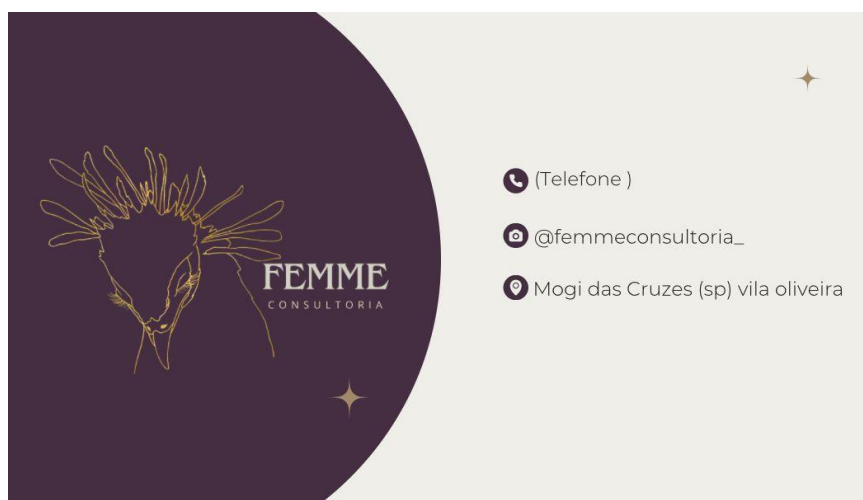 FEMME
CONSULTORIA
(Telefone )
@femmeconsultoria_
Mogi das Cruzes (sp) vila oliveira